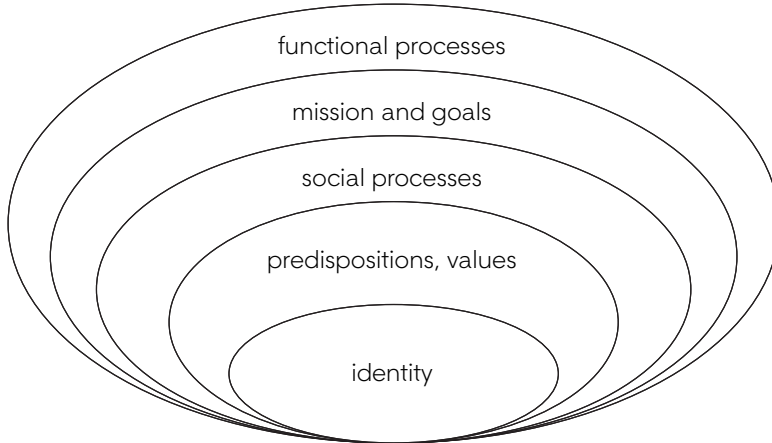 functional processes
mission and goals
social processes
predispositions, values
identity